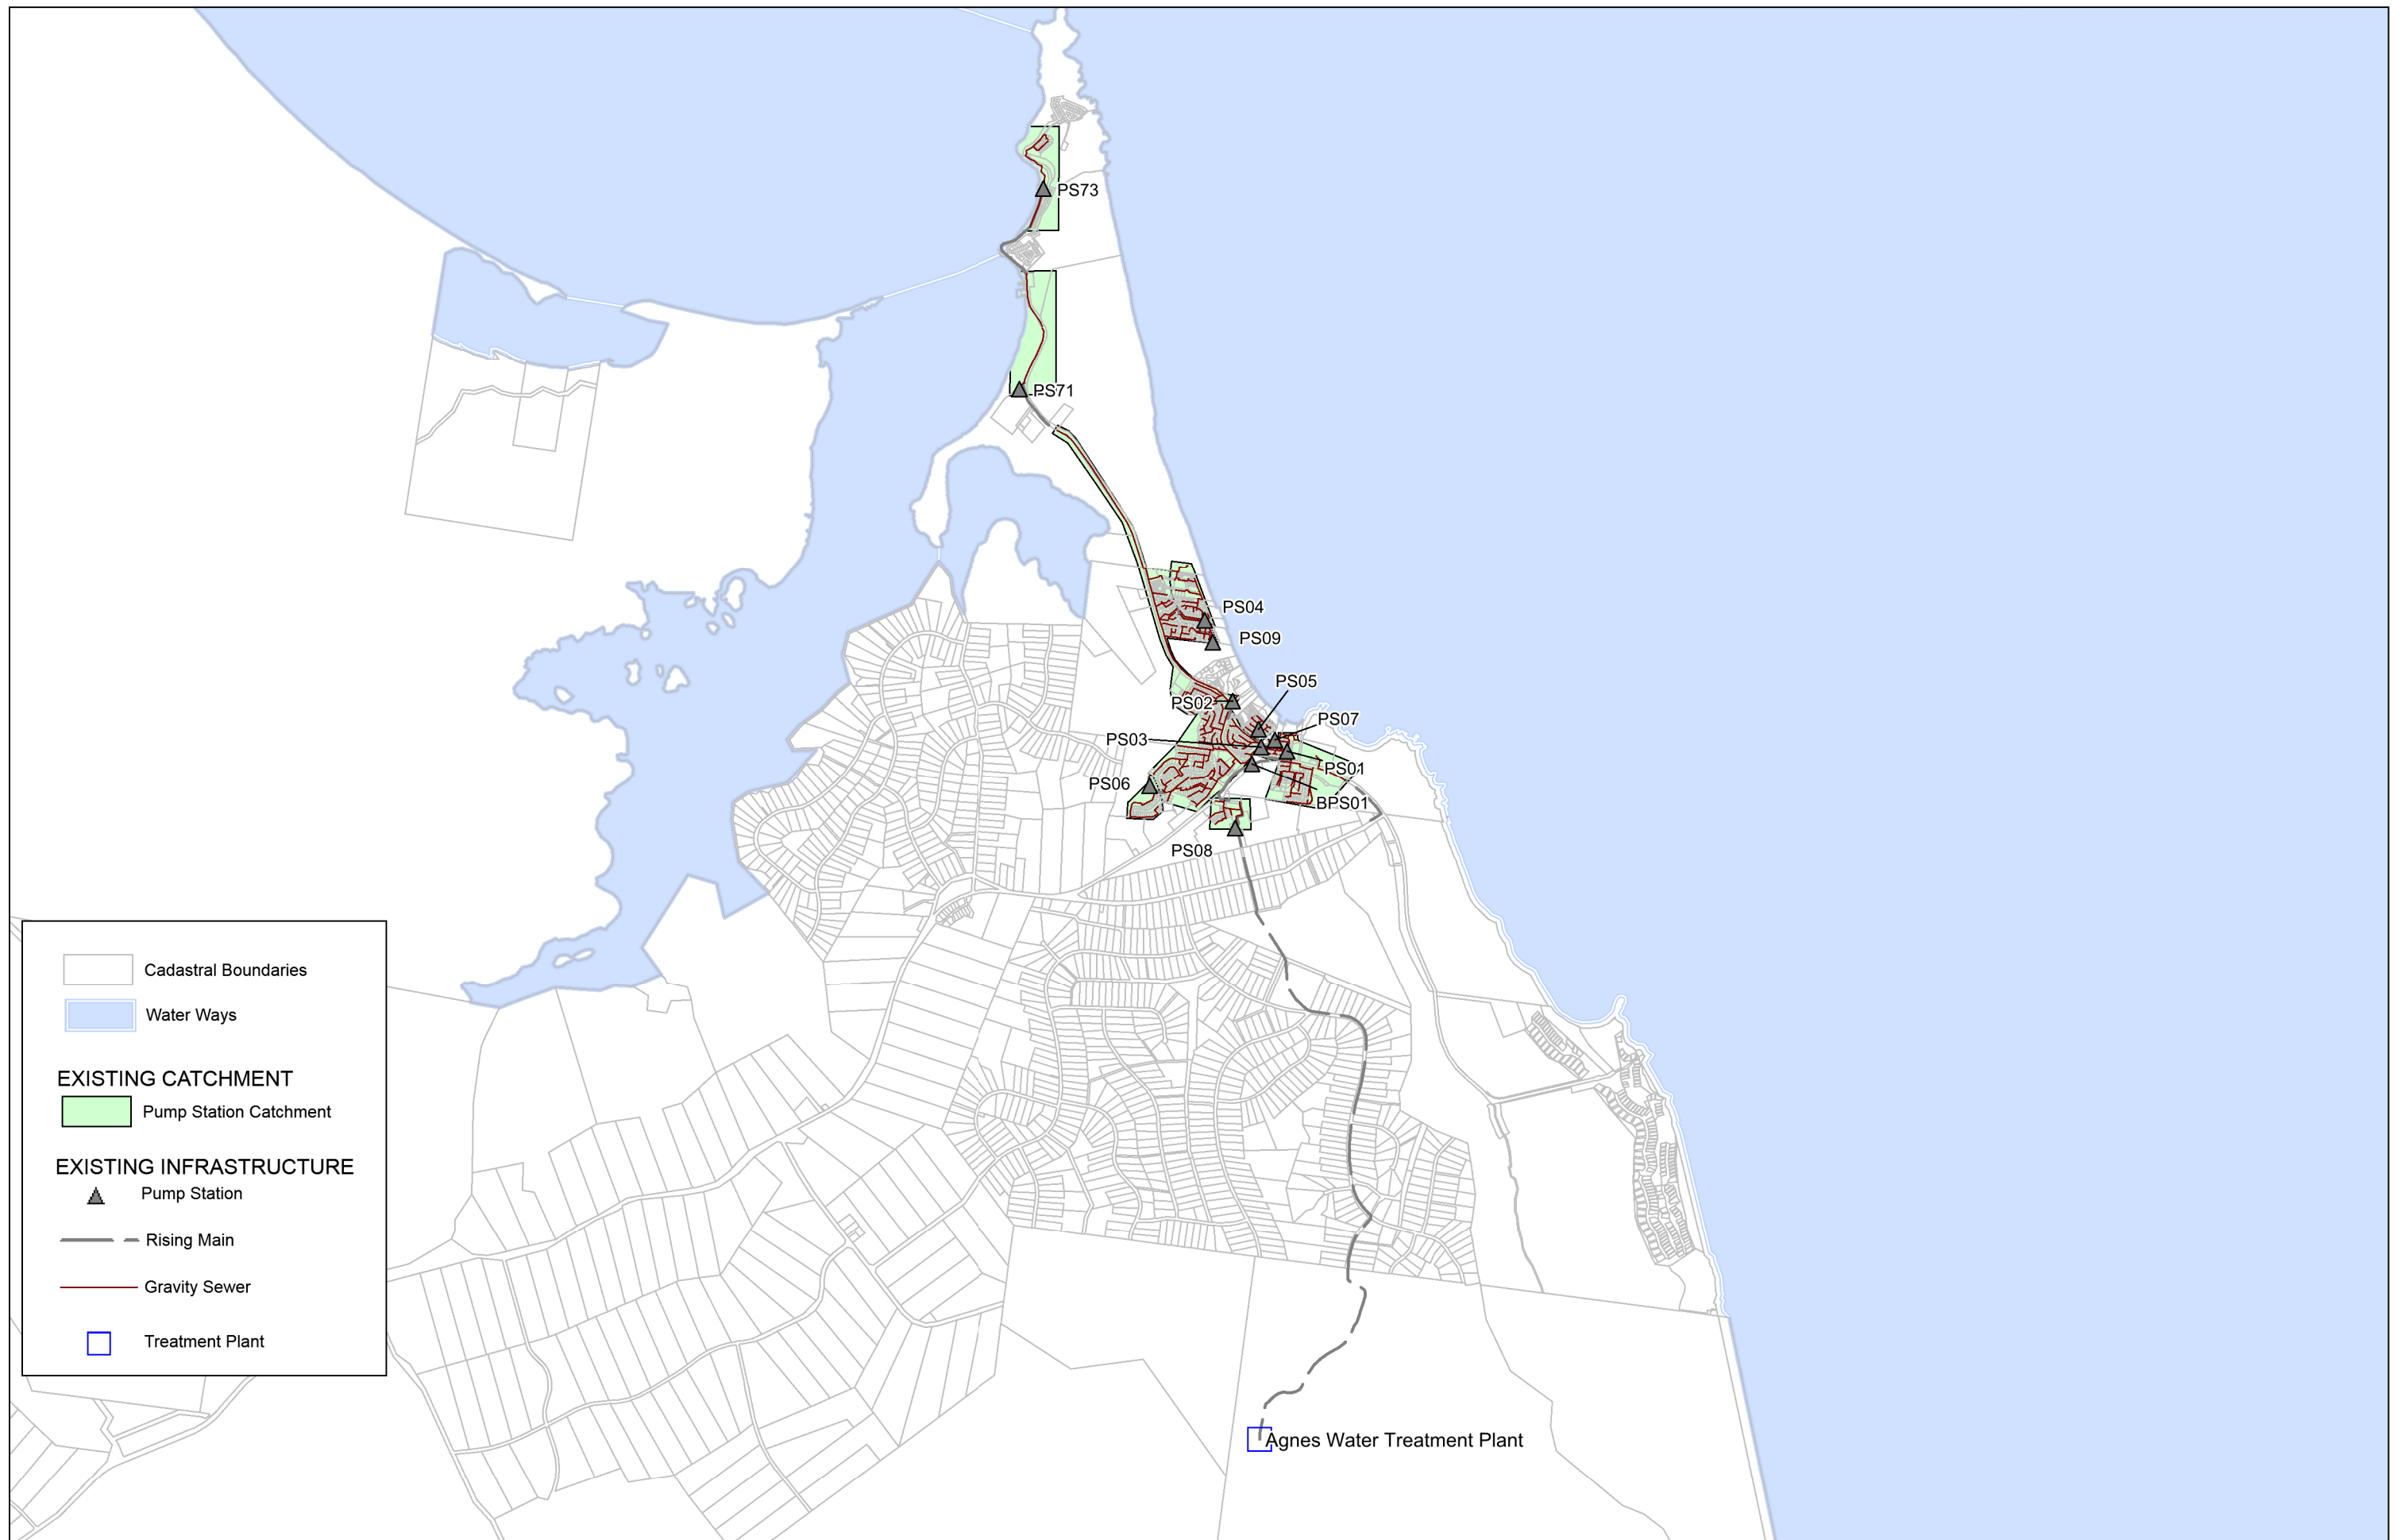 PS73
PS71
PS04
PS09
PS05
PS02
PS07
PS03
PS01
PS06
BPS01
PS08
Cadastral Boundaries
Water Ways
EXISTING CATCHMENT
Pump Station Catchment
EXISTING INFRASTRUCTURE
Pump Station
Rising Main
Gravity Sewer
Treatment Plant
Agnes Water Treatment Plant